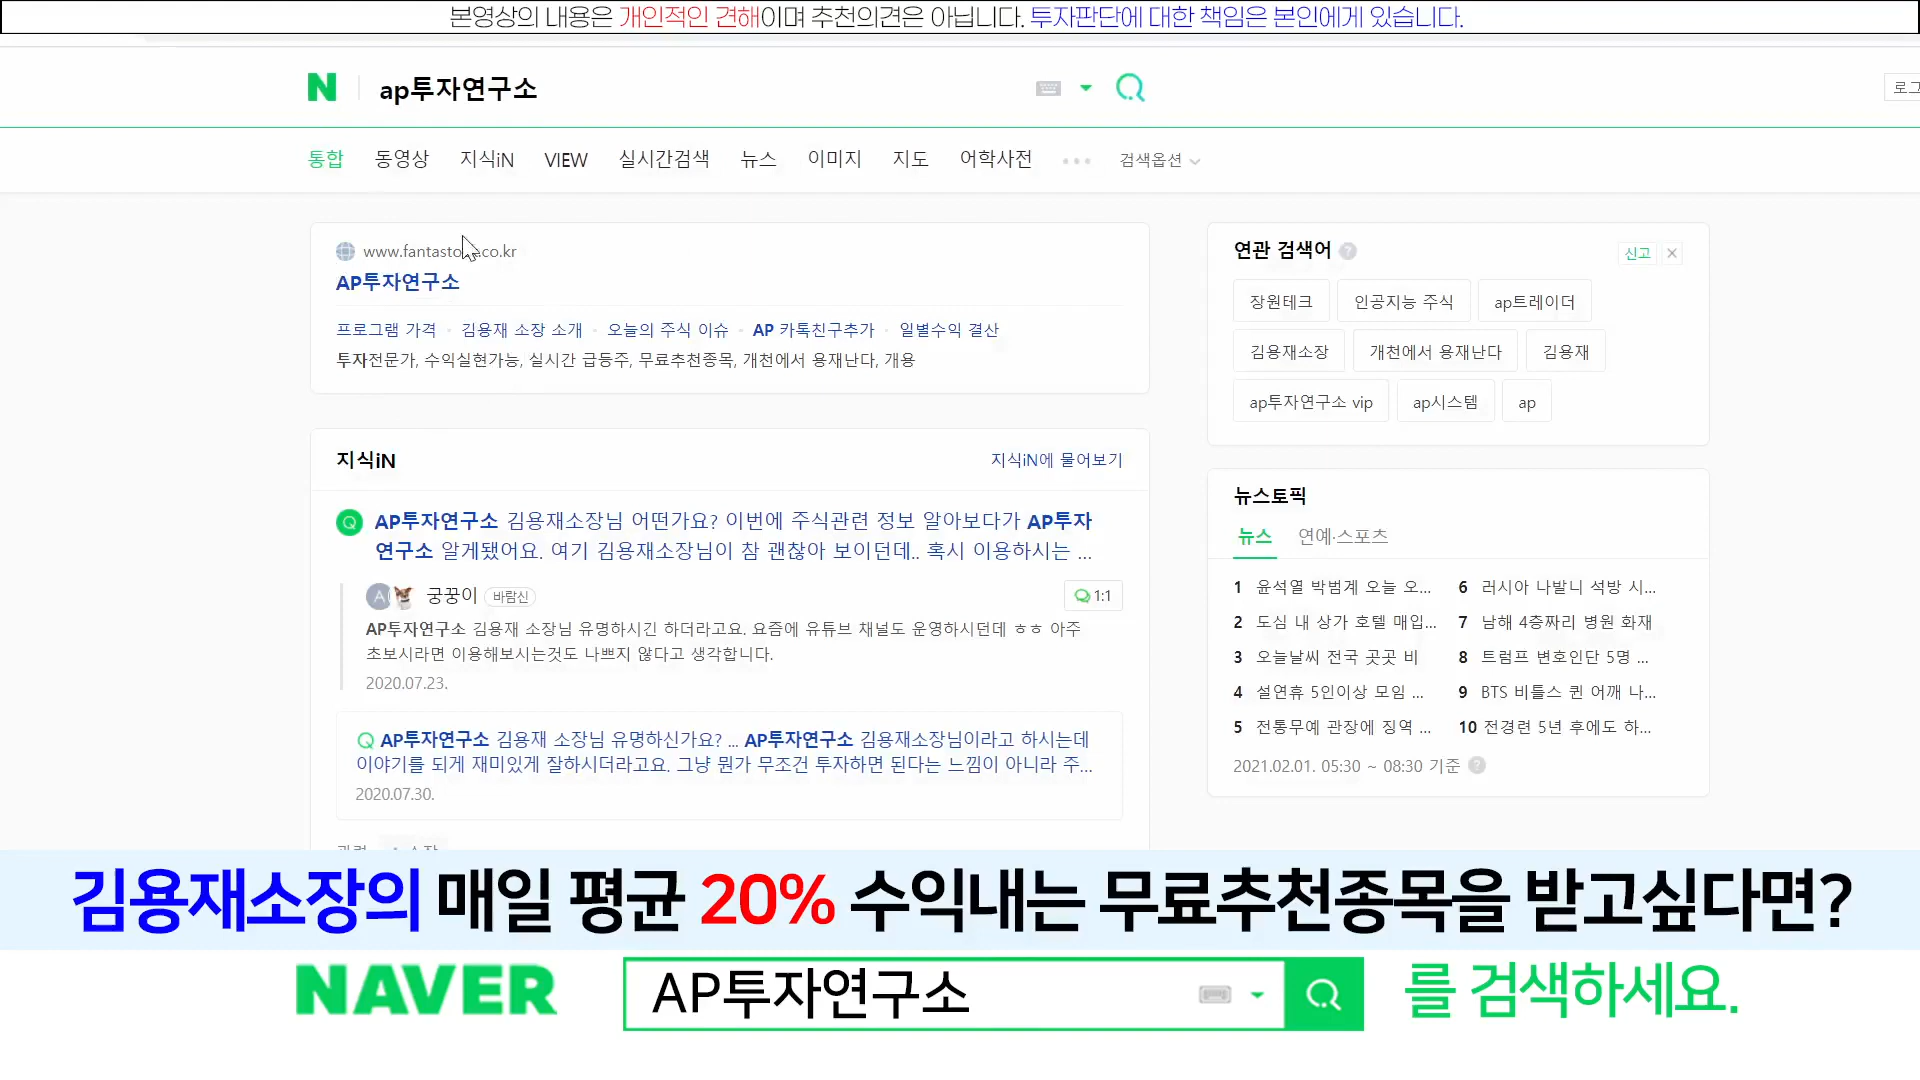 본영상의 내용은 개인적인 견해이며 추천의견은 아닙니다. 투자판단에 대한 책임은 본인에게 있습니다.
N ap투자연구소
로그
통합 동영상 지식iN VIEW 실시간검색 뉴스 이미지 지도 어학사전 검색옵션
AP투자연구소
프로그램 가격 · 김용재 소장 소개 · 오늘의 주식 이슈 · AP 카톡친구추가 · 일별수익 결산
투자전문가, 수익실현가능, 실시간 급등주, 무료추천종목, 개천에서 용재난다, 개용
지식iN 지식iN에 물어보기
AP투자연구소 김용재소장님 어떤가요? 이번에 주식관련 정보 알아보다가 AP투자
연구소 알게됐어요. 여기 김용재소장님이 참 괜찮아 보이던데.. 혹시 이용하시는 ...
궁꿍이 바람신 1:1
AP투자연구소 김용재 소장님 유명하시긴 하더라고요. 요즘에 유튜브 채널도 운영하시던데 ㅎㅎ 아주
초보시라면 이용해보시는것도 나쁘지 않다고 생각합니다.
2020.07.23.
Q AP투자연구소 김용재 소장님 유명하신가요? ... AP투자연구소 김용재소장님이라고 하시는데
이야기를 되게 재미있게 잘하시더라고요. 그냥 뭔가 무조건 투자하면 된다는 느낌이 아니라 주...
2020.07.30.
연관 검색어 ? 신고
장원테크 인공지능 주식 ap트레이더
김용재소장 개천에서 용재난다 김용재
ap투자연구소 vip ap시스템 ap
뉴스토픽
뉴스 연예·스포츠
1 윤석열 박범계 오늘 오...
2 도심 내 상가 호텔 매입...
3 오늘날씨 전국 곳곳 비
4 설연휴 5인이상 모임 ...
5 전통무예 관장에 징역 ...
6 러시아 나발니 석방 시...
7 남해 4층짜리 병원 화재
8 트럼프 변호인단 5명 ...
9 BTS 비틀스 퀸 어깨 나...
10 전경련 5년 후에도 하...
2021.02.01. 05:30 ~ 08:30 기준 ?
김용재소장의 매일 평균 20% 수익내는 무료추천종목을 받고싶다면?
NAVER AP투자연구소 를 검색하세요.